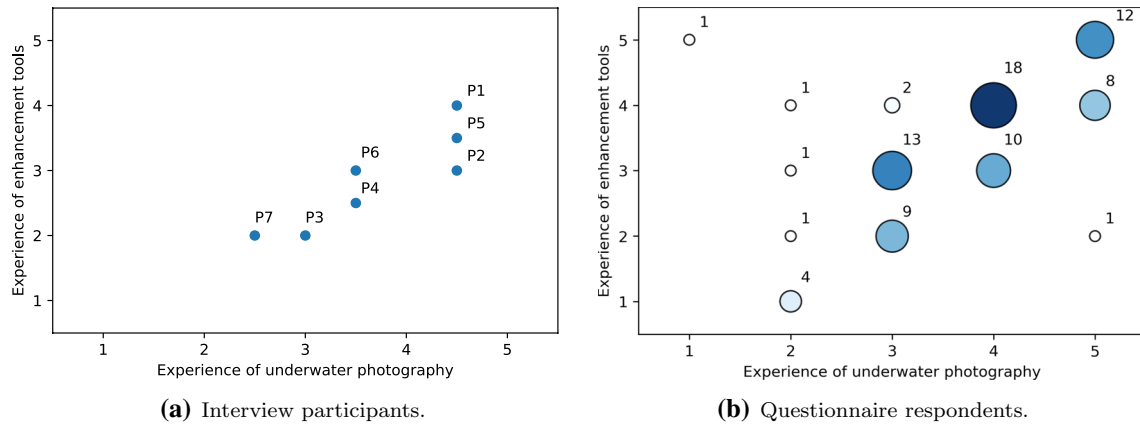 Experience of enhancement tools
5
4
3
2
1
P1
P5
P2
P6
P4
P7
P3
1 2 3 4 5
Experience of underwater photography
(a) Interview participants.
Experience of enhancement tools
5
4
3
2
1
1
12
1
2
18
8
1
13
10
1
9
1
4
1 2 3 4 5
Experience of underwater photography
(b) Questionnaire respondents.